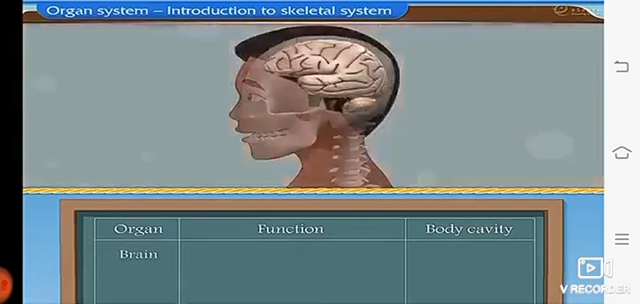 Organ system – Introduction to skeletal system
Organ
Function
Body cavity
Brain
V RECORDER